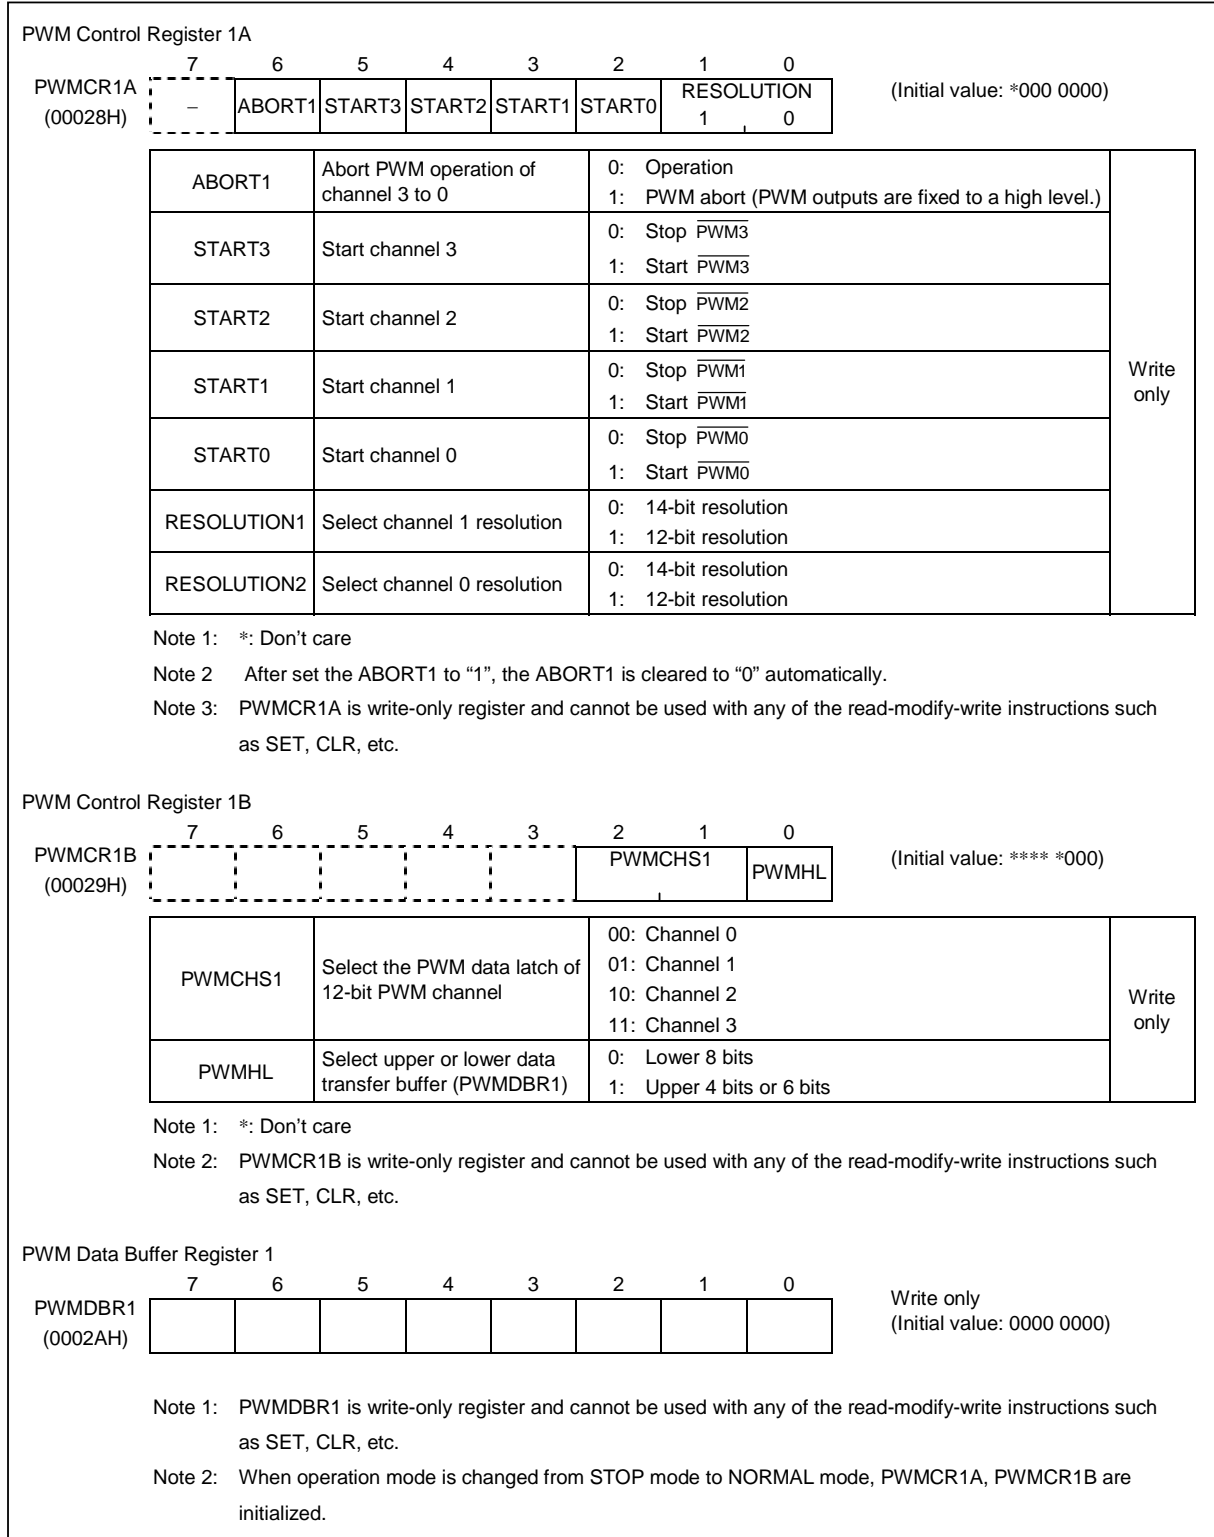 PWM Control Register 1A
7 6 5 4 3 2 1 0
PWMCR1A
(00028H)
– ABORT1 START3 START2 START1 START0 RESOLUTION
1 0
(Initial value: *000 0000)
ABORT1 Abort PWM operation of channel 3 to 0
0: Operation
1: PWM abort (PWM outputs are fixed to a high level.)
START3 Start channel 3
0: Stop PWM3
1: Start PWM3
START2 Start channel 2
0: Stop PWM2
1: Start PWM2
START1 Start channel 1
0: Stop PWM1
1: Start PWM1
START0 Start channel 0
0: Stop PWM0
1: Start PWM0
RESOLUTION1 Select channel 1 resolution
0: 14-bit resolution
1: 12-bit resolution
RESOLUTION2 Select channel 0 resolution
0: 14-bit resolution
1: 12-bit resolution
Write
only
Note 1: *: Don’t care
Note 2 After set the ABORT1 to “1”, the ABORT1 is cleared to “0” automatically.
Note 3: PWMCR1A is write-only register and cannot be used with any of the read-modify-write instructions such
as SET, CLR, etc.
PWM Control Register 1B
7 6 5 4 3 2 1 0
PWMCR1B
(00029H)
PWMCHS1 PWMHL
(Initial value: **** *000)
PWMCHS1 Select the PWM data latch of
12-bit PWM channel
00: Channel 0
01: Channel 1
10: Channel 2
11: Channel 3
PWMHL Select upper or lower data
transfer buffer (PWMDBR1)
0: Lower 8 bits
1: Upper 4 bits or 6 bits
Write
only
Note 1: *: Don’t care
Note 2: PWMCR1B is write-only register and cannot be used with any of the read-modify-write instructions such
as SET, CLR, etc.
PWM Data Buffer Register 1
7 6 5 4 3 2 1 0
PWMDBR1
(0002AH)
Write only
(Initial value: 0000 0000)
Note 1: PWMDBR1 is write-only register and cannot be used with any of the read-modify-write instructions such
as SET, CLR, etc.
Note 2: When operation mode is changed from STOP mode to NORMAL mode, PWMCR1A, PWMCR1B are
initialized.